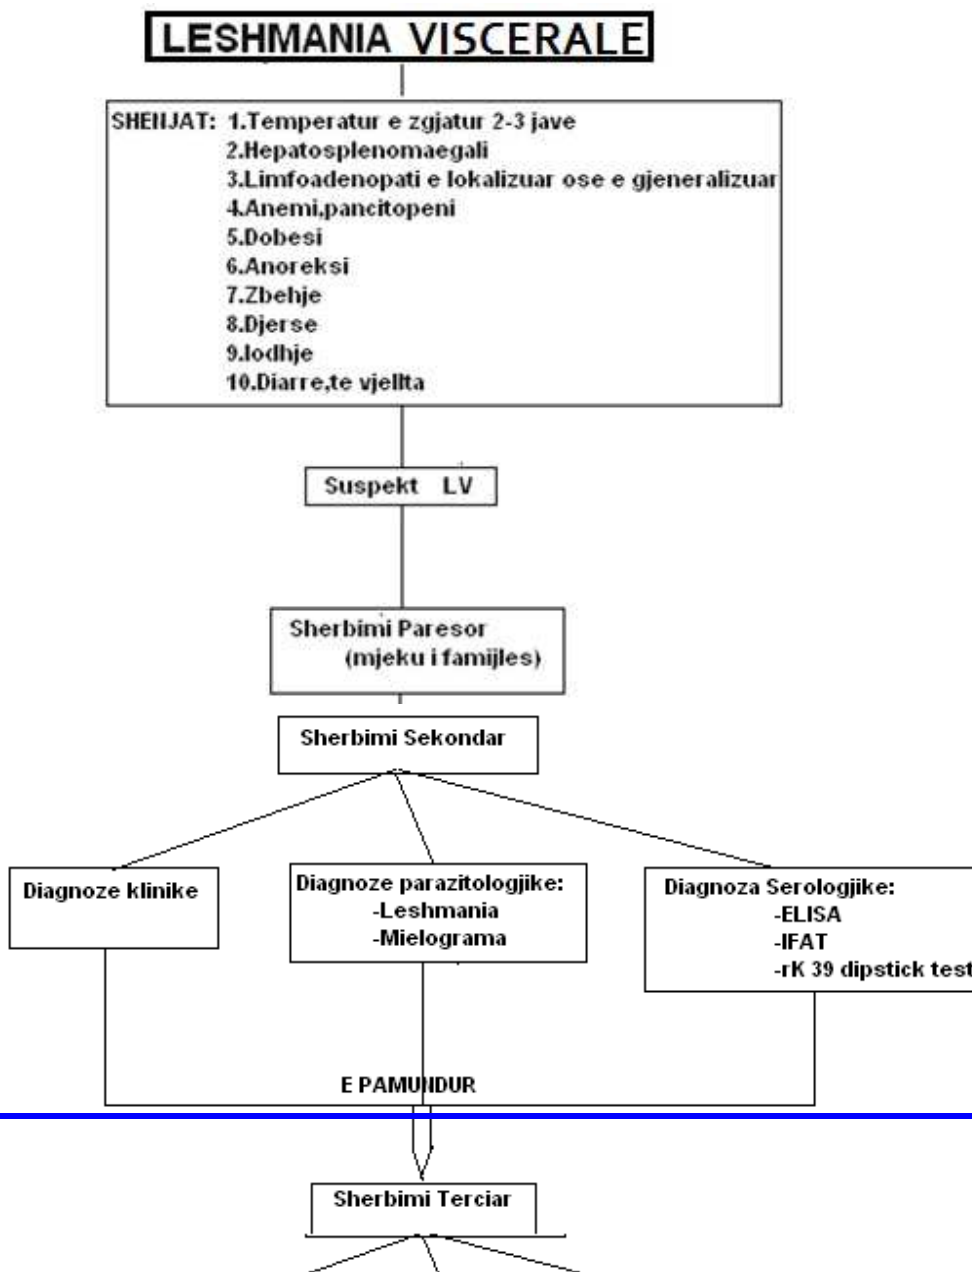 LESHMANIA VISCERALE
SHENJAT: 1.Temperatur e zgjatur 2-3 jave
2.Hepatosplenomaegali
3.Limfoadenopati e lokalizuar ose e gjeneralizuar
4.Anemi,pancitopeni
5.Dobesi
6.Anoreksi
7.Zbehje
8.Djerse
9.lodhje
10.Diarre,te vjellta
Suspekt LV
Sherbimi Paresor
(mjeku i famijles)
Sherbimi Sekondar
Diagnoze klinike
Diagnoze parazitologjike:
-Leshmania
-Mielograma
Diagnoza Serologjike:
-ELISA
-IFAT
-rK 39 dipstick test
E PAMUNDUR
Sherbimi Terciar